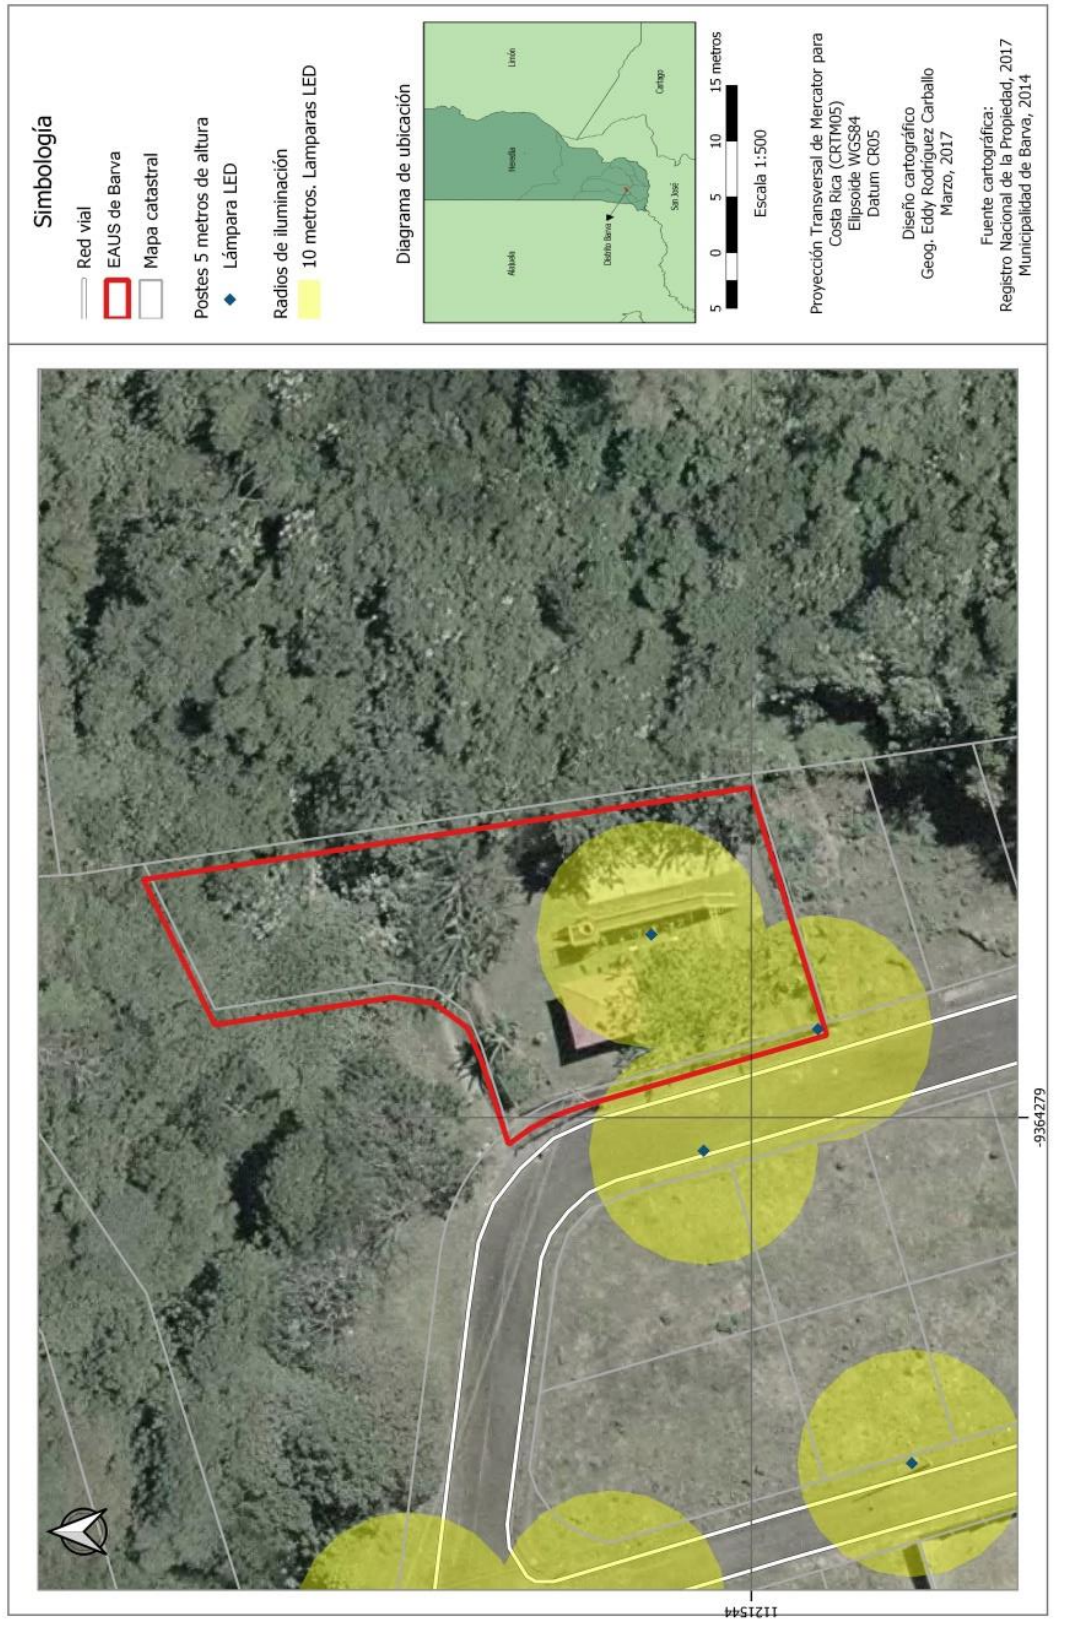 Simbología
Red vial
EAUS de Barva
Mapa catastral
Postes 5 metros de altura
Lámpara LED
Radios de iluminación
10 metros. Lamparas LED
Diagrama de ubicación
Limón
Heredia
Alajuela
Cartago
San José
Distrito Barva
5 0 5 10 15 metros
Escala 1:500
Proyección Transversal de Mercator para
Costa Rica (CRTM05)
Elipsoide WGS84
Datum CR05
Diseño cartográfico
Geog. Eddy Rodríguez Carballo
Marzo, 2017
Fuente cartográfica:
Registro Nacional de la Propiedad, 2017
Municipalidad de Barva, 2014
-9364279
1121544